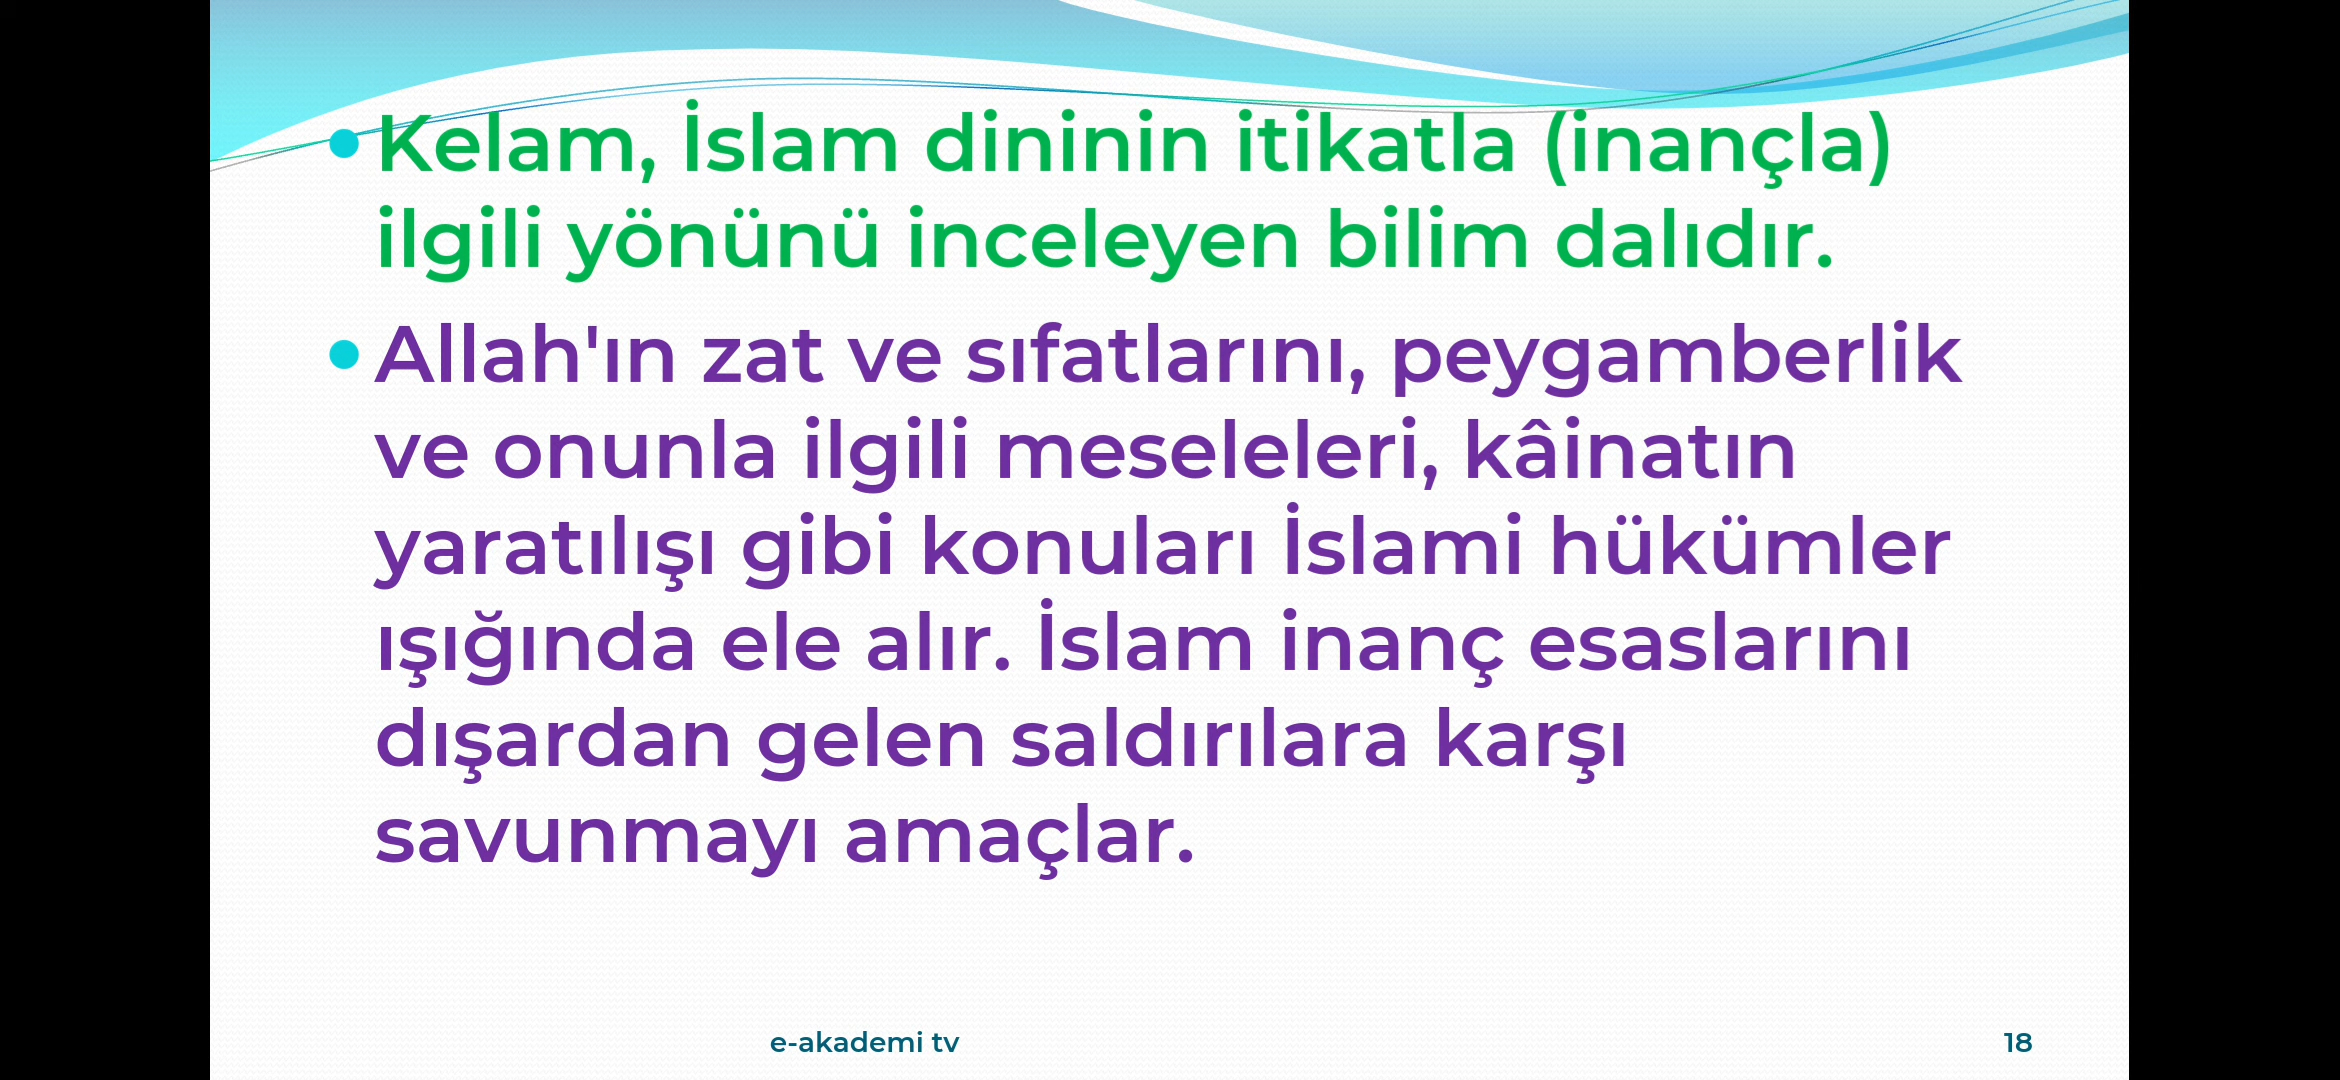 • Kelam, İslam dininin itikatla (inançla)
ilgili yönünü inceleyen bilim dalıdır.
• Allah'ın zat ve sıfatlarını, peygamberlik
ve onunla ilgili meseleleri, kâinatın
yaratılışı gibi konuları İslami hükümler
ışığında ele alır. İslam inanç esaslarını
dışardan gelen saldırılara karşı
savunmayı amaçlar.
e-akademi tv
18